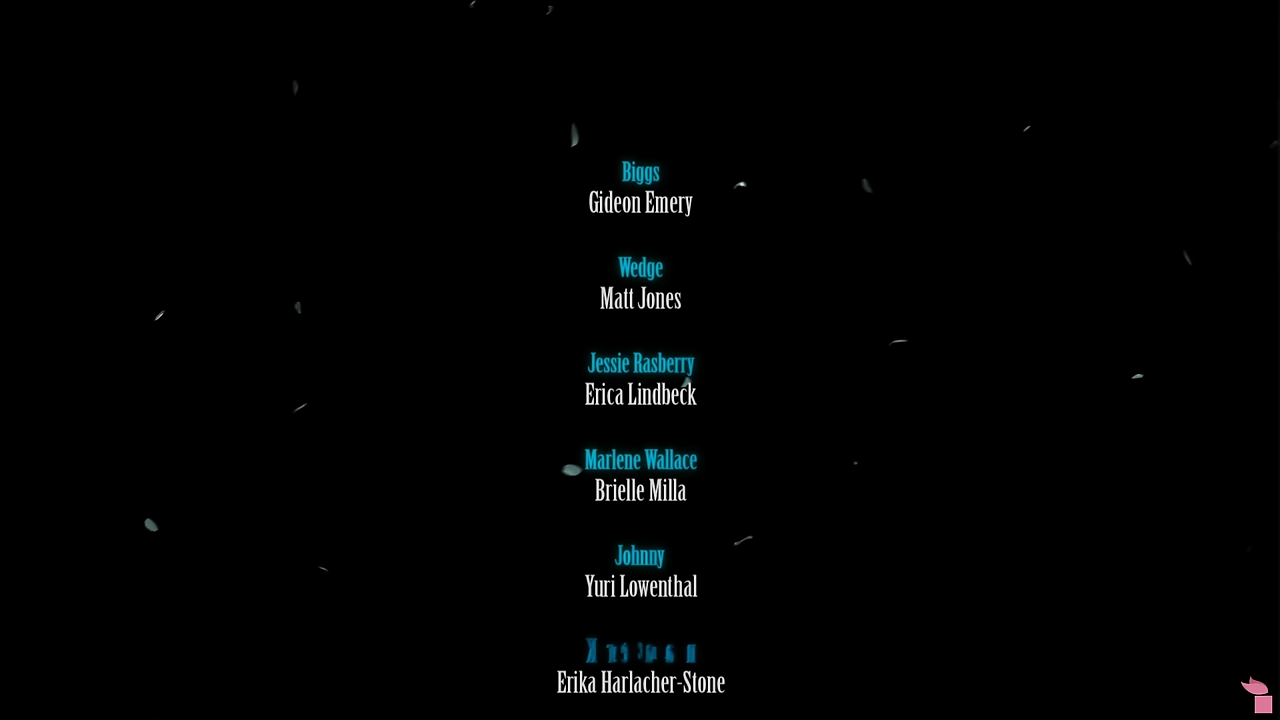 Biggs
Gideon Emery
Wedge
Matt Jones
Jessie Rasberry
Erica Lindbeck
Marlene Wallace
Brielle Milla
Johnny
Yuri Lowenthal
Erika Harlacher-Stone